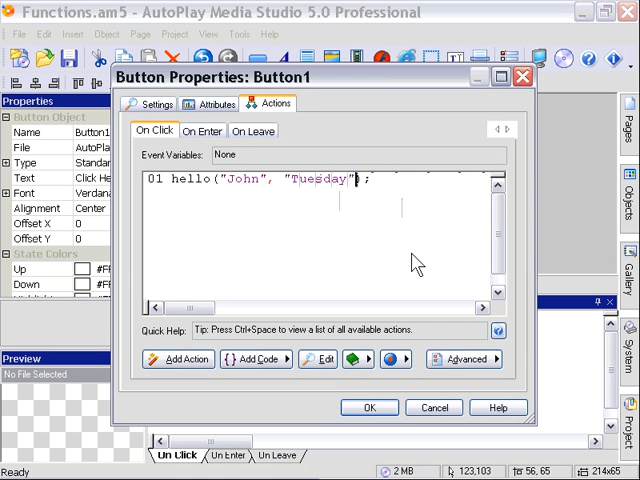 Functions.am5 - AutoPlay Media Studio 5.0 Professional
File Edit Insert Dialog Object Page Project View Tools Help
Properties
Button Object
Name Button1
File AutoPla
Type Standar
Text Click He
Font Verdana
Alignment Center
Offset X 0
Offset Y 0
State Colors
Up #FF
Down #FF
Preview
No File Selected
Button Properties: Button1
Settings Attributes Actions
On Click On Enter On Leave
Event Variables: None
01 hello("John", "Tuesday");
Quick Help: Tip: Press Ctrl+Space to view a list of all available actions.
Add Action Add Code Edit Advanced
OK Cancel Help
Pages
Objects
Gallery
System
Project
On Click On Enter On Leave
Ready 2 MB 123,103 56, 65 214x65